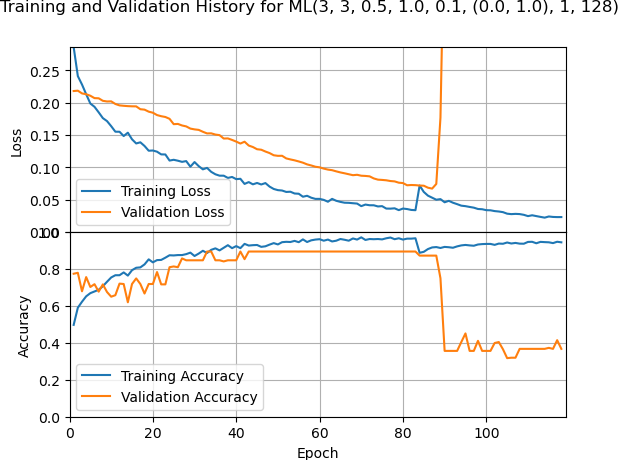 Training and Validation History for ML(3, 3, 0.5, 1.0, 0.1, (0.0, 1.0), 1, 128)
0.25
0.20
0.15
0.10
0.05
0.00
Loss
Training Loss
Validation Loss
1.0
0.8
0.6
0.4
0.2
0.0
Accuracy
Training Accuracy
Validation Accuracy
0 20 40 60 80 100
Epoch